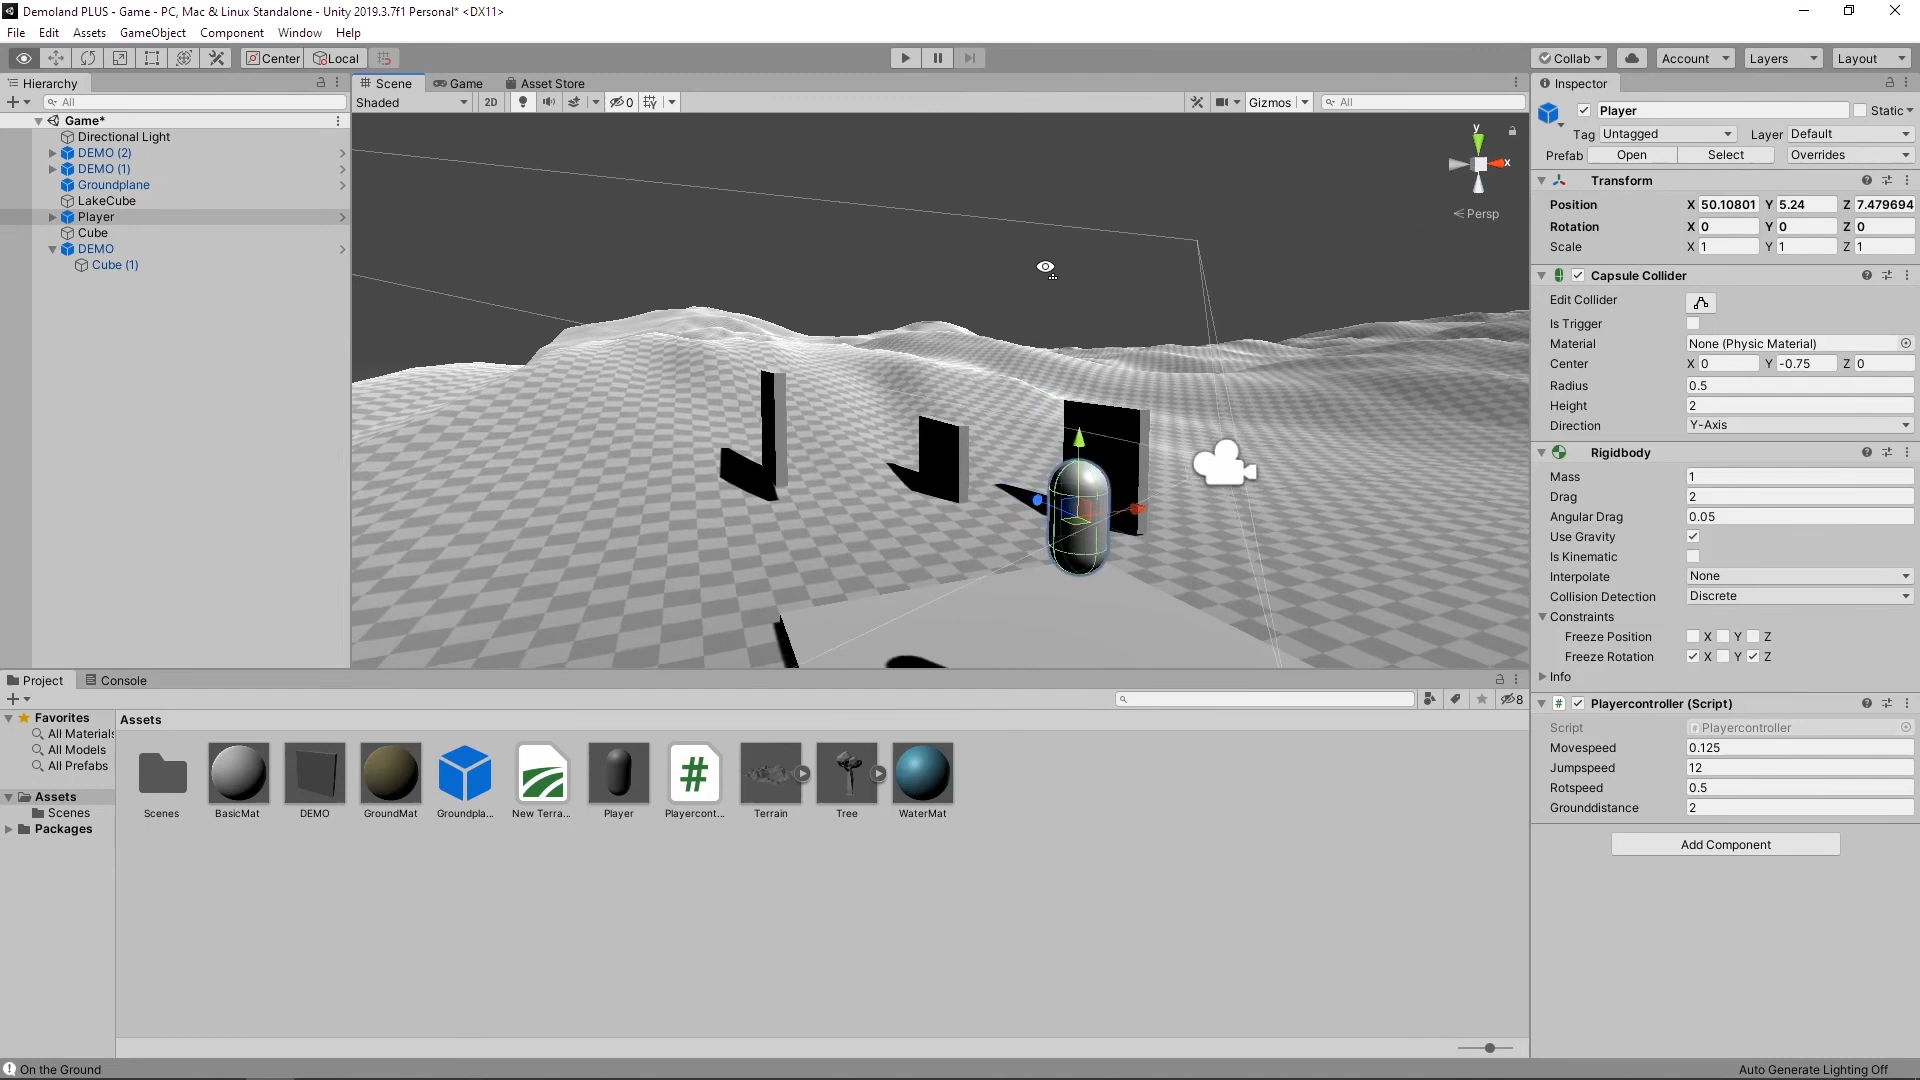 Demoland PLUS - Game - PC, Mac & Linux Standalone - Unity 2019.3.7f1 Personal* <DX11>
File Edit Assets GameObject Component Window Help
Center Local Collab Account Layers Layout
Hierarchy
All
Game*
Directional Light
DEMO (2)
DEMO (1)
Groundplane
LakeCube
Player
Cube
DEMO
Cube (1)
Scene Game Asset Store
Shaded 2D 0 Gizmos All
y
x
< Persp
Inspector
Player Static
Tag Untagged Layer Default
Prefab Open Select Overrides
Transform
Position X 50.10801 Y 5.24 Z 7.479694
Rotation X 0 Y 0 Z 0
Scale X 1 Y 1 Z 1
Capsule Collider
Edit Collider
Is Trigger
Material None (Physic Material)
Center X 0 Y -0.75 Z 0
Radius 0.5
Height 2
Direction Y-Axis
Rigidbody
Mass 1
Drag 2
Angular Drag 0.05
Use Gravity
Is Kinematic
Interpolate None
Collision Detection Discrete
Constraints
Freeze Position X Y Z
Freeze Rotation X Y Z
Info
# Playercontroller (Script)
Script Playercontroller
Movespeed 0.125
Jumpspeed 12
Rotspeed 0.5
Grounddistance 2
Add Component
Project Console
8
Favorites
All Materials
All Models
All Prefabs
Assets
Scenes
Packages
Assets
#
Scenes BasicMat DEMO GroundMat Groundpla... New Terra... Player Playercont... Terrain Tree WaterMat
On the Ground
Auto Generate Lighting Off